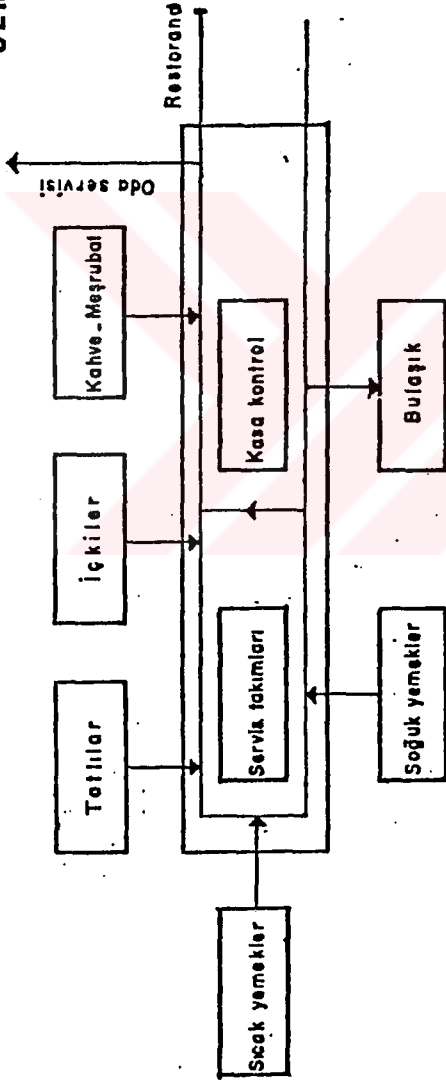 Restorand
Oda servisi
Kahve-Meşrubat
İçkiler
Tatlılar
Kasa kontrol
Servis takımları
Bulaşık
Soğuk yemekler
Sıcak yemekler